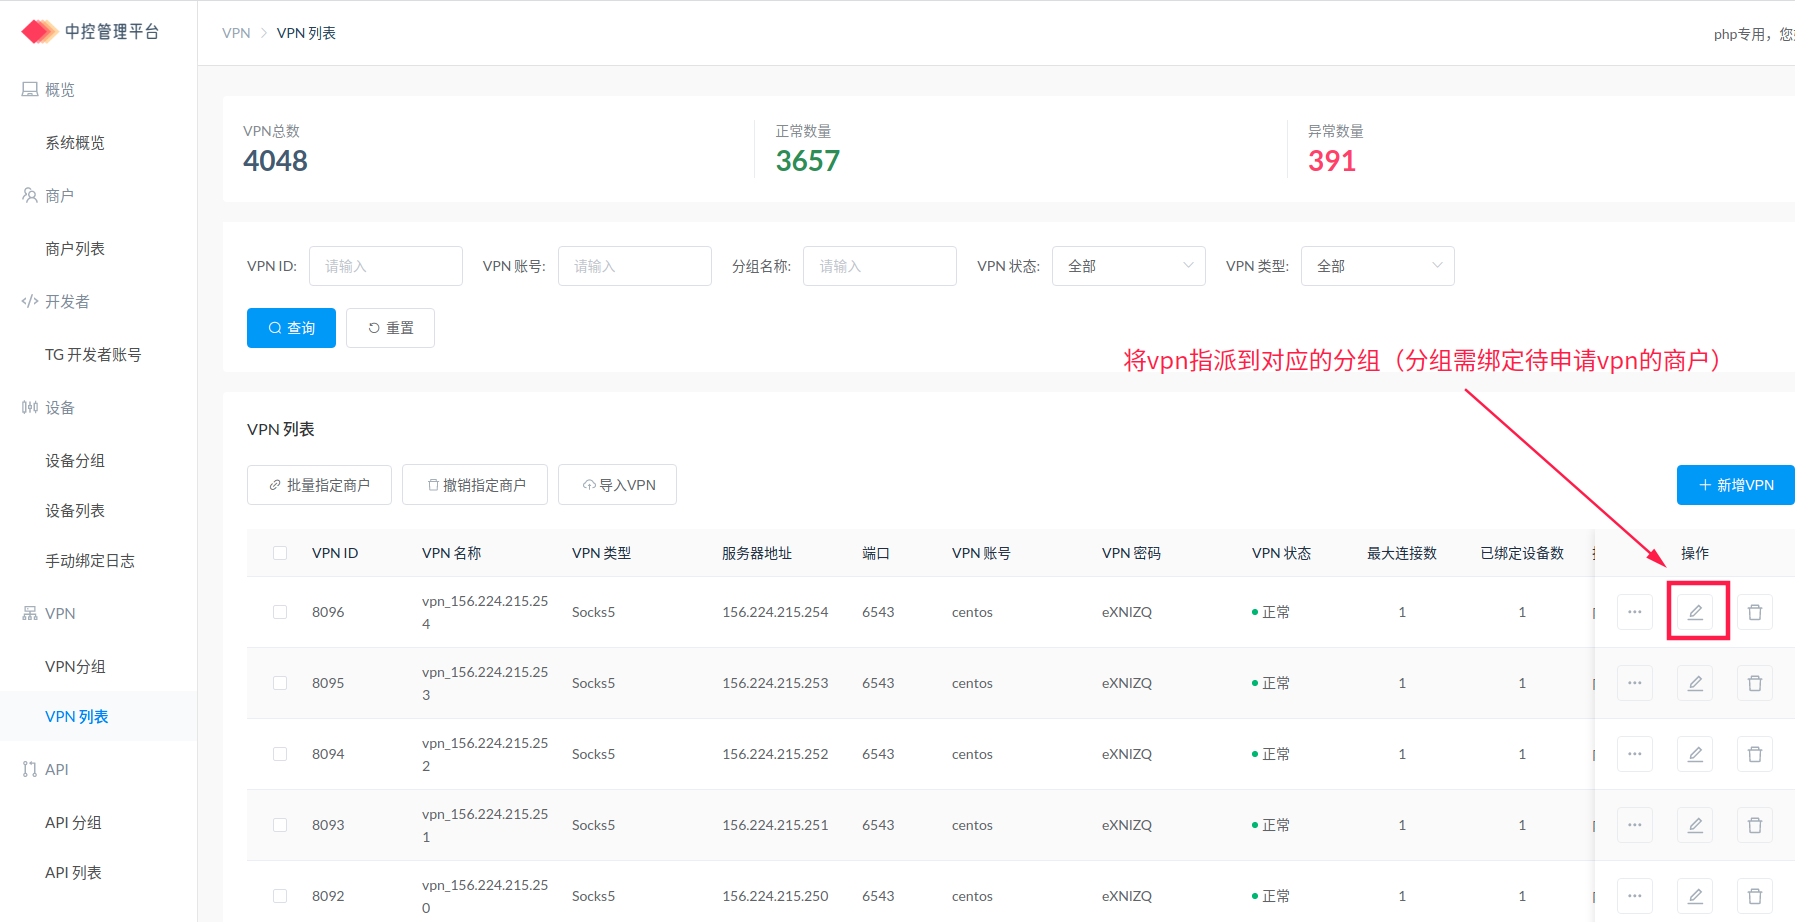 中控管理平台
VPN > VPN 列表
php专用，您
概览
系统概览
商户
商户列表
</> 开发者
TG 开发者账号
设备
设备分组
设备列表
手动绑定日志
VPN
VPN分组
VPN 列表
API
API 分组
API 列表
VPN总数 正常数量 异常数量
4048 3657 391
VPN ID: 请输入 VPN 账号: 请输入 分组名称: 请输入 VPN 状态: 全部 VPN 类型: 全部
查询 重置
将vpn指派到对应的分组（分组需绑定待申请vpn的商户）
VPN 列表
批量指定商户 撤销指定商户 导入VPN + 新增VPN
VPN ID VPN 名称 VPN 类型 服务器地址 端口 VPN 账号 VPN 密码 VPN 状态 最大连接数 已绑定设备数 操作
8096 vpn_156.224.215.25 Socks5 156.224.215.254 6543 centos eXNIZQ 正常 1 1 ...
4
8095 vpn_156.224.215.25 Socks5 156.224.215.253 6543 centos eXNIZQ 正常 1 1 ...
3
8094 vpn_156.224.215.25 Socks5 156.224.215.252 6543 centos eXNIZQ 正常 1 1 ...
2
8093 vpn_156.224.215.25 Socks5 156.224.215.251 6543 centos eXNIZQ 正常 1 1 ...
1
8092 vpn_156.224.215.25 Socks5 156.224.215.250 6543 centos eXNIZQ 正常 1 1 ...
0